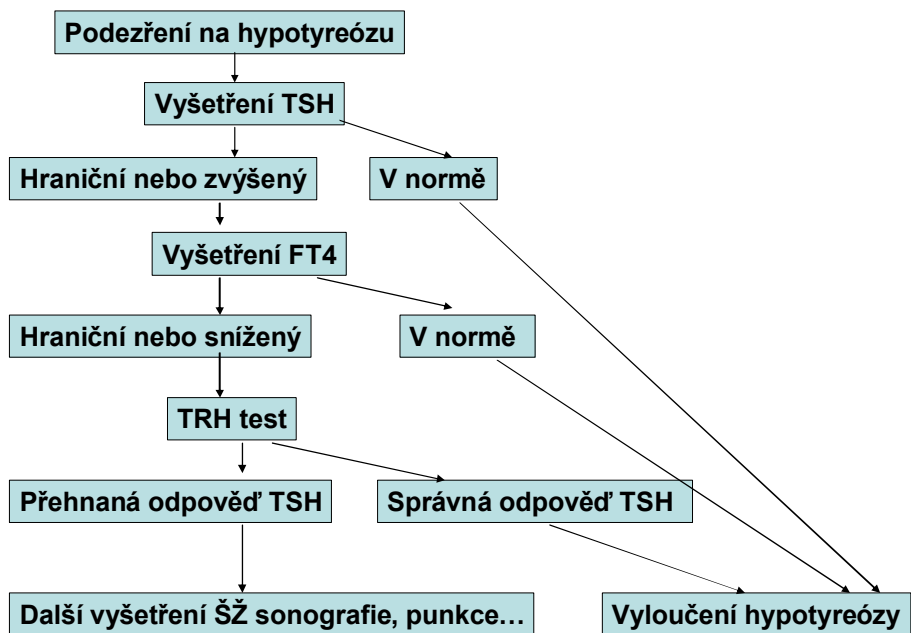 Podezření na hypotyreózu
Vyšetření TSH
Hraniční nebo zvýšený
V normě
Vyšetření FT4
Hraniční nebo snížený
V normě
TRH test
Přehnaná odpověď TSH
Správná odpověď TSH
Další vyšetření ŠŽ sonografie, punkce…
Vyloučení hypotyreózy